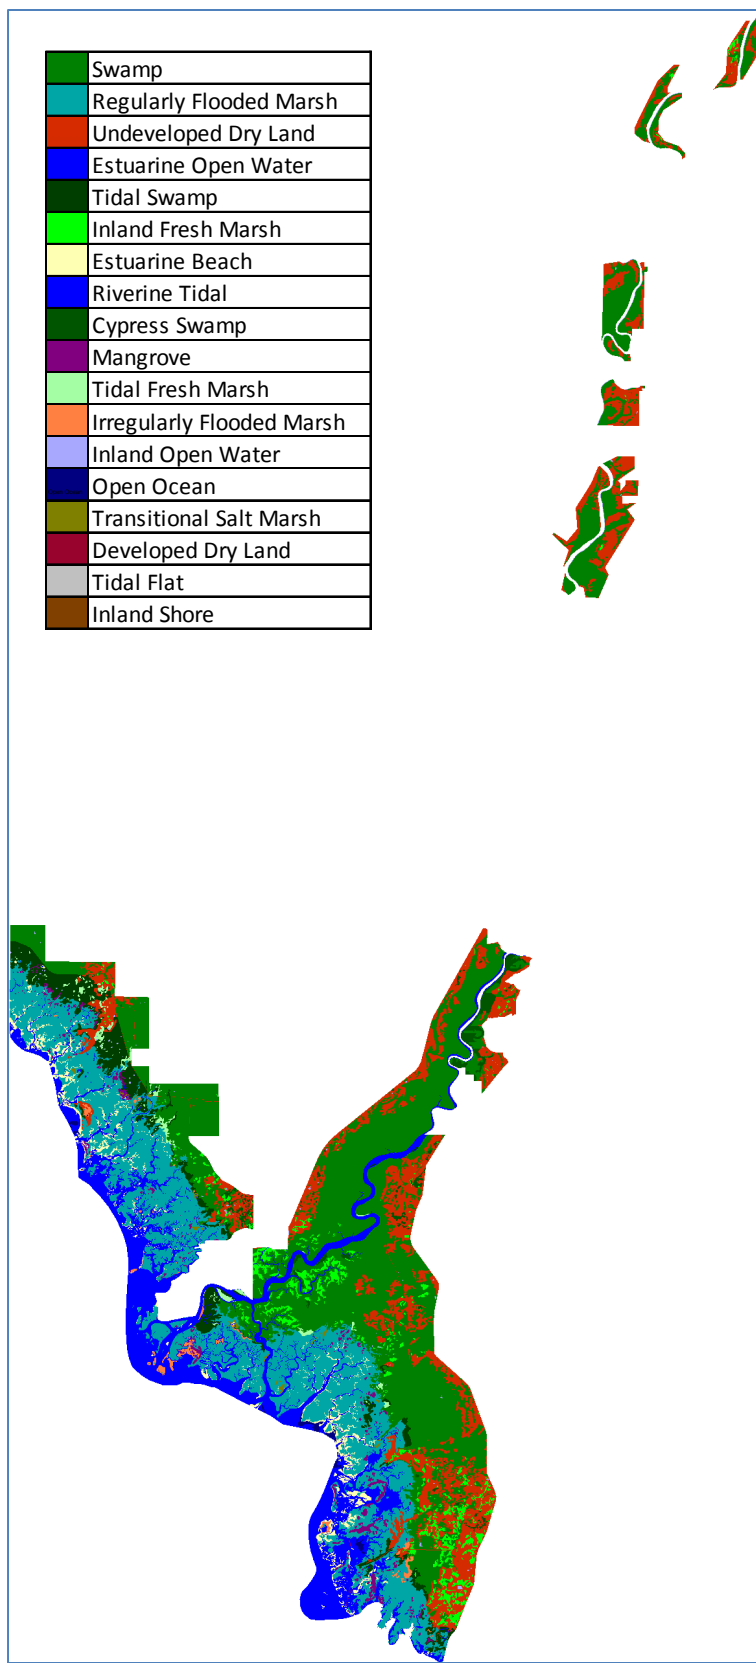 Swamp
Regularly Flooded Marsh
Undeveloped Dry Land
Estuarine Open Water
Tidal Swamp
Inland Fresh Marsh
Estuarine Beach
Riverine Tidal
Cypress Swamp
Mangrove
Tidal Fresh Marsh
Irregularly Flooded Marsh
Inland Open Water
Open Ocean
Transitional Salt Marsh
Developed Dry Land
Tidal Flat
Inland Shore